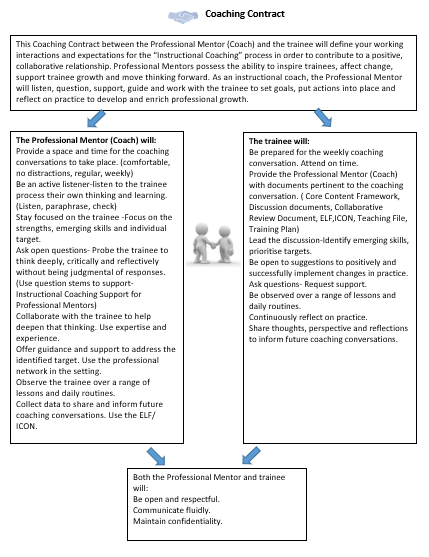 Coaching Contract
This Coaching Contract between the Professional Mentor (Coach) and the trainee will define your working
interactions and expectations for the "Instructional Coaching" process in order to contribute to a positive,
collaborative relationship. Professional Mentors possess the ability to inspire trainees, affect change,
support trainee growth and move thinking forward. As an instructional coach, the Professional Mentor
will listen, question, support, guide and work with the trainee to set goals, put actions into place and
reflect on practice to develop and enrich professional growth.
The Professional Mentor (Coach) will:
Provide a space and time for the coaching
conversations to take place. (comfortable,
no distractions, regular, weekly)
Be an active listener-listen to the trainee
process their own thinking and learning.
(Listen, paraphrase, check)
Stay focused on the trainee -Focus on the
strengths, emerging skills and individual
target.
Ask open questions- Probe the trainee to
think deeply, critically and reflectively
without being judgmental of responses.
(Use question stems to support-
Instructional Coaching Support for
Professional Mentors)
Collaborate with the trainee to help
deepen that thinking. Use expertise and
experience.
Offer guidance and support to address the
identified target. Use the professional
network in the setting.
Observe the trainee over a range of
lessons and daily routines.
Collect data to share and inform future
coaching conversations. Use the ELF/
ICON.
The trainee will:
Be prepared for the weekly coaching
conversation. Attend on time.
Provide the Professional Mentor (Coach)
with documents pertinent to the coaching
conversation. ( Core Content Framework,
Discussion documents, Collaborative
Review Document, ELF,ICON, Teaching File,
Training Plan)
Lead the discussion-Identify emerging skills,
prioritise targets.
Be open to suggestions to positively and
successfully implement changes in practice.
Ask questions- Request support.
Be observed over a range of lessons and
daily routines.
Continuously reflect on practice.
Share thoughts, perspective and reflections
to inform future coaching conversations.
Both the Professional Mentor and trainee
will:
Be open and respectful.
Communicate fluidly.
Maintain confidentiality.